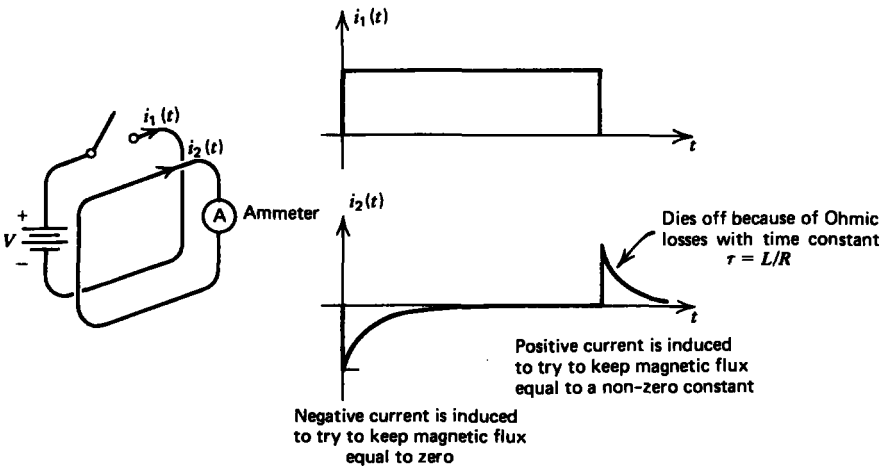 i₁(t)
t
i₁(t)
i₂(t)
+
V
−
A Ammeter
i₂(t)
Dies off because of Ohmic
losses with time constant
τ = L/R
t
Positive current is induced
to try to keep magnetic flux
equal to a non-zero constant
Negative current is induced
to try to keep magnetic flux
equal to zero